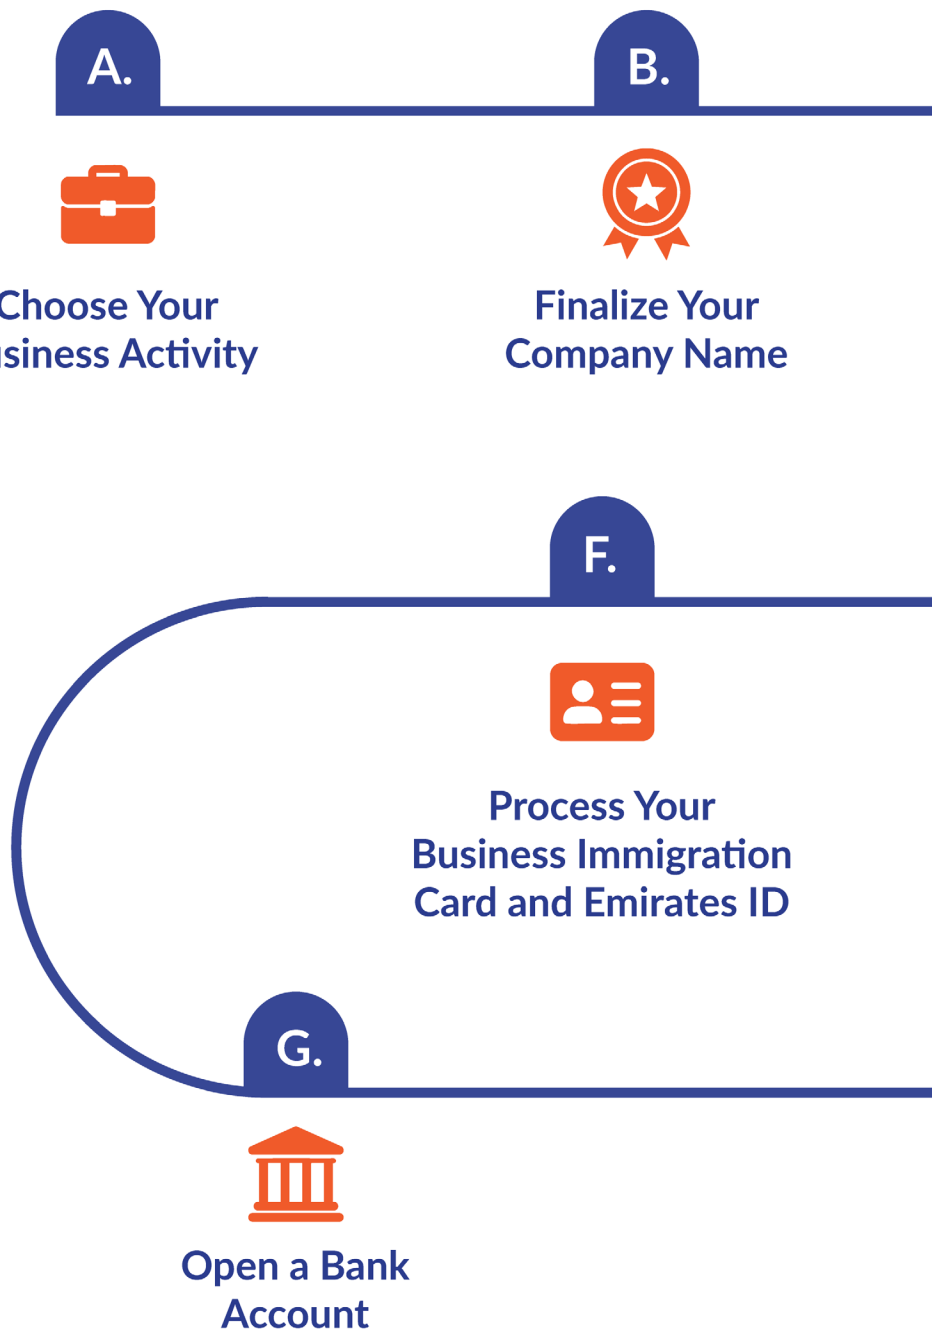 A.
B.
Choose Your
siness Activity
Finalize Your
Company Name
F.
Process Your
Business Immigration
Card and Emirates ID
G.
Open a Bank
Account